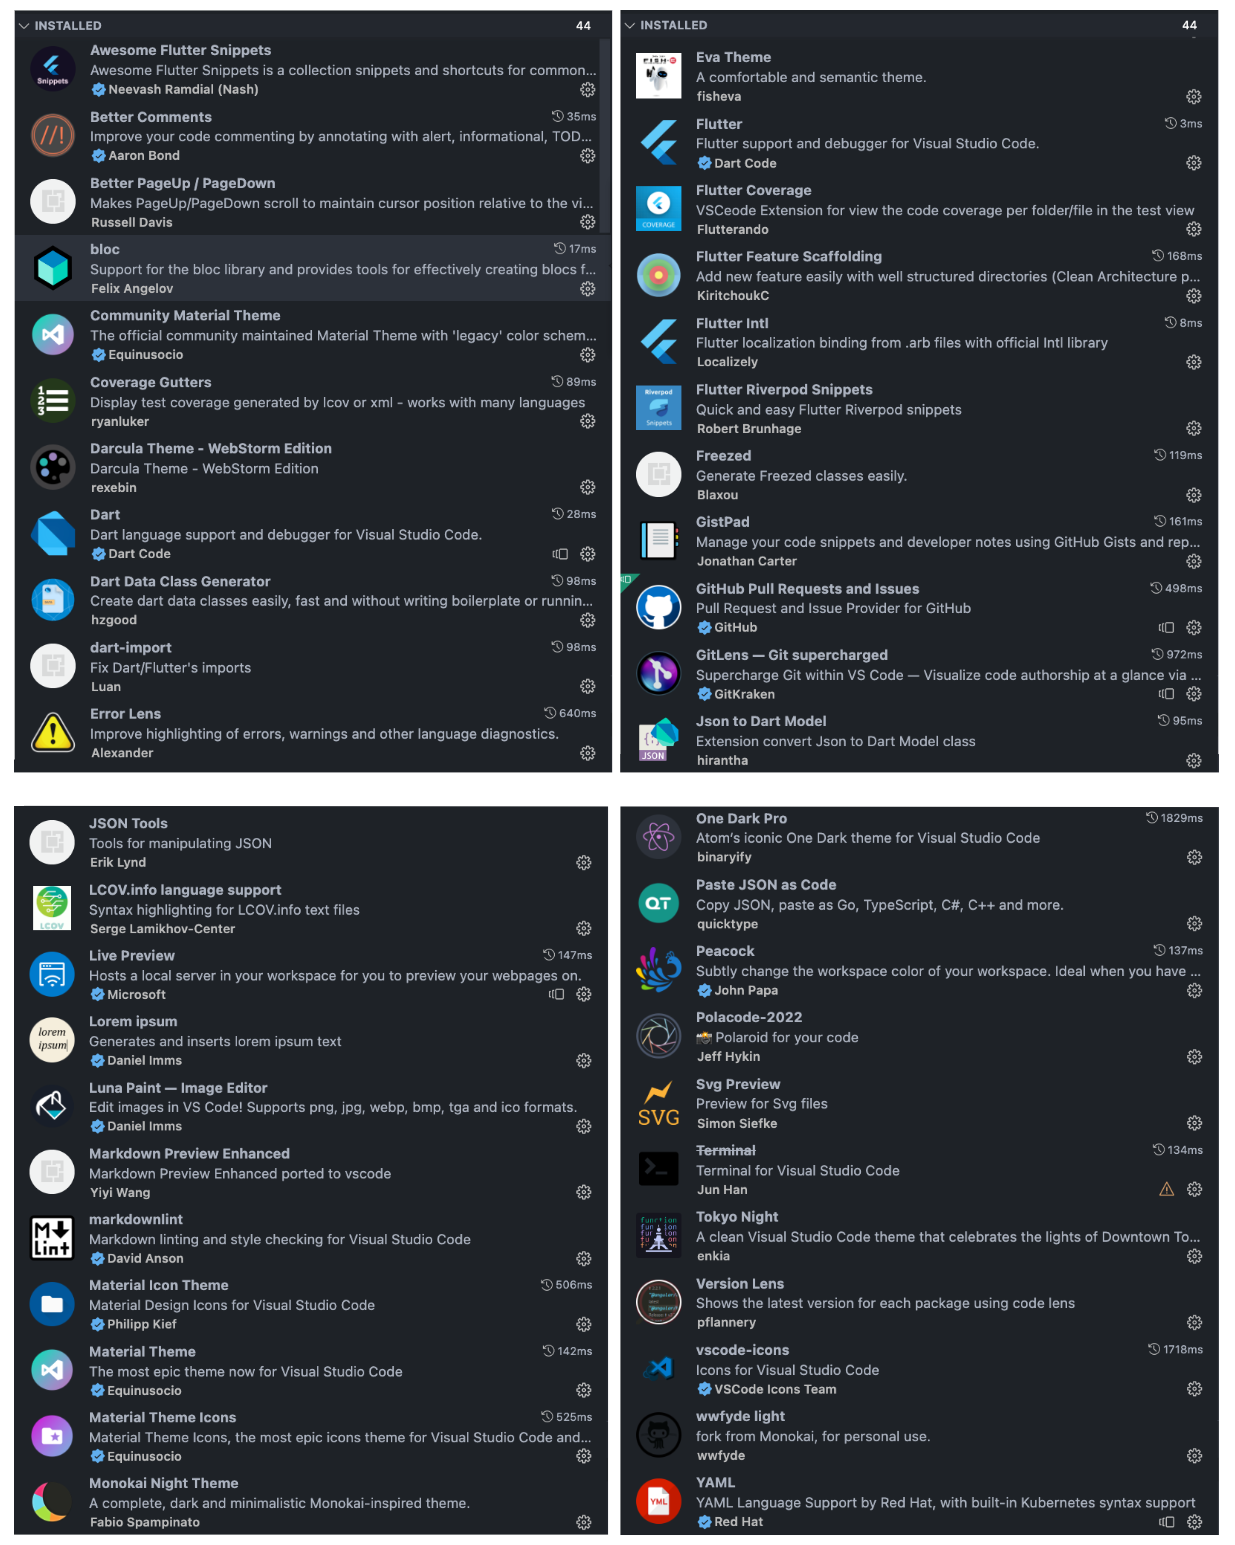 INSTALLED 44
Awesome Flutter Snippets
Awesome Flutter Snippets is a collection snippets and shortcuts for common...
Neevash Ramdial (Nash)
Better Comments 35ms
Improve your code commenting by annotating with alert, informational, TOD...
Aaron Bond
Better PageUp / PageDown
Makes PageUp/PageDown scroll to maintain cursor position relative to the vi...
Russell Davis
bloc 17ms
Support for the bloc library and provides tools for effectively creating blocs f...
Felix Angelov
Community Material Theme
The official community maintained Material Theme with 'legacy' color schem...
Equinusocio
Coverage Gutters 89ms
Display test coverage generated by lcov or xml - works with many languages
ryanluker
Darcula Theme - WebStorm Edition
Darcula Theme - WebStorm Edition
rexebin
Dart 28ms
Dart language support and debugger for Visual Studio Code.
Dart Code
Dart Data Class Generator 98ms
Create dart data classes easily, fast and without writing boilerplate or runnin...
hzgood
dart-import 98ms
Fix Dart/Flutter's imports
Luan
Error Lens 640ms
Improve highlighting of errors, warnings and other language diagnostics.
Alexander
INSTALLED 44
Eva Theme
A comfortable and semantic theme.
fisheva
Flutter 3ms
Flutter support and debugger for Visual Studio Code.
Dart Code
Flutter Coverage
VSCeode Extension for view the code coverage per folder/file in the test view
COVERAGE
Flutterando
Flutter Feature Scaffolding 168ms
Add new feature easily with well structured directories (Clean Architecture p...
KiritchoukC
Flutter Intl 8ms
Flutter localization binding from .arb files with official Intl library
Localizely
Flutter Riverpod Snippets
Quick and easy Flutter Riverpod snippets
Riverpod
Snippets
Robert Brunhage
Freezed 119ms
Generate Freezed classes easily.
Blaxou
GistPad 161ms
Manage your code snippets and developer notes using GitHub Gists and rep...
Jonathan Carter
GitHub Pull Requests and Issues 498ms
Pull Request and Issue Provider for GitHub
GitHub
GitLens — Git supercharged 972ms
Supercharge Git within VS Code — Visualize code authorship at a glance via ...
GitKraken
Json to Dart Model 95ms
Extension convert Json to Dart Model class
JSON
hirantha
JSON Tools
Tools for manipulating JSON
Erik Lynd
LCOV.info language support
Syntax highlighting for LCOV.info text files
LCOV
Serge Lamikhov-Center
Live Preview 147ms
Hosts a local server in your workspace for you to preview your webpages on.
Microsoft
Lorem ipsum
Generates and inserts lorem ipsum text
lorem
ipsum
Daniel Imms
Luna Paint — Image Editor
Edit images in VS Code! Supports png, jpg, webp, bmp, tga and ico formats.
Daniel Imms
Markdown Preview Enhanced
Markdown Preview Enhanced ported to vscode
Yiyi Wang
markdownlint
Markdown linting and style checking for Visual Studio Code
M
lint
David Anson
Material Icon Theme 506ms
Material Design Icons for Visual Studio Code
Philipp Kief
Material Theme 142ms
The most epic theme now for Visual Studio Code
Equinusocio
Material Theme Icons 525ms
Material Theme Icons, the most epic icons theme for Visual Studio Code and...
Equinusocio
Monokai Night Theme
A complete, dark and minimalistic Monokai-inspired theme.
Fabio Spampinato
One Dark Pro 1829ms
Atom's iconic One Dark theme for Visual Studio Code
binaryify
Paste JSON as Code
Copy JSON, paste as Go, TypeScript, C#, C++ and more.
QT
quicktype
Peacock 137ms
Subtly change the workspace color of your workspace. Ideal when you have ...
John Papa
Polacode-2022
Polaroid for your code
Jeff Hykin
Svg Preview
Preview for Svg files
SVG
Simon Siefke
Terminal 134ms
Terminal for Visual Studio Code
Jun Han
Tokyo Night
A clean Visual Studio Code theme that celebrates the lights of Downtown To...
enkia
Version Lens
Shows the latest version for each package using code lens
pflannery
vscode-icons 1718ms
Icons for Visual Studio Code
VSCode Icons Team
wwfyde light
fork from Monokai, for personal use.
wwfyde
YAML
YAML Language Support by Red Hat, with built-in Kubernetes syntax support
YML
Red Hat